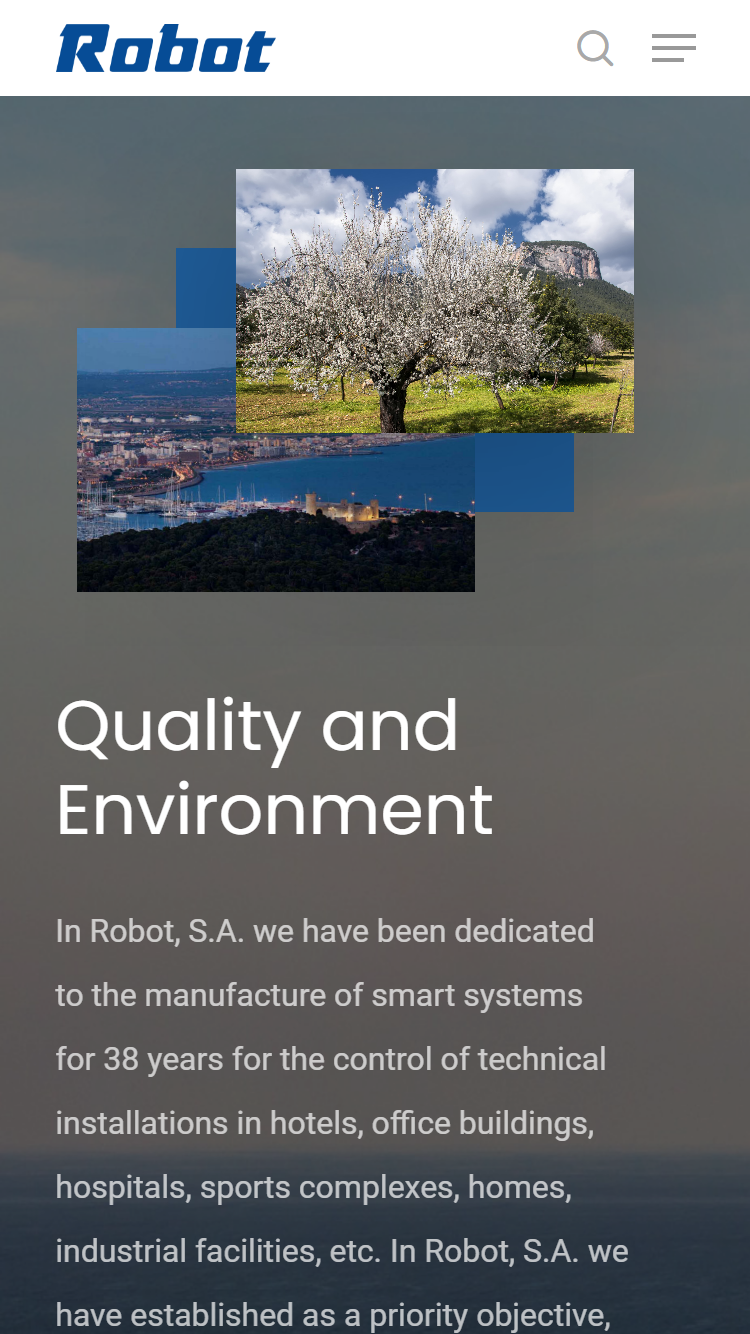 Robot
Quality and
Environment
In Robot, S.A. we have been dedicated
to the manufacture of smart systems
for 38 years for the control of technical
installations in hotels, office buildings,
hospitals, sports complexes, homes,
industrial facilities, etc. In Robot, S.A. we
have established as a priority objective,